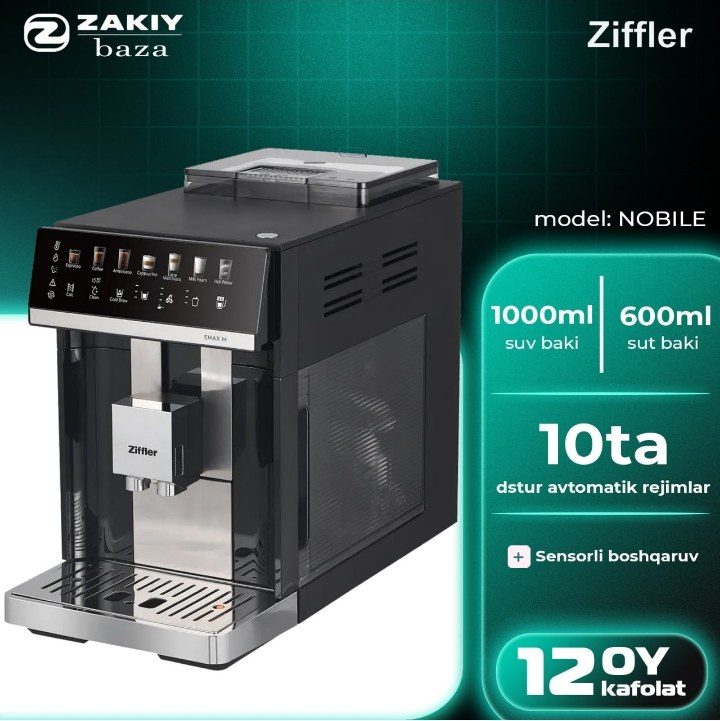 ZAKIY
baza
Ziffler
model: NOBILE
Espresso
Coffee
Americano
Cappuccino
Latte Macchiato
Milk Foam
Hot Water
Clean
Cold Brew
EMAX M
Ziffler
1000ml
suv baki
600ml
sut baki
10ta
dstur avtomatik rejimlar
+ Sensorli boshqaruv
12 OY
kafolat